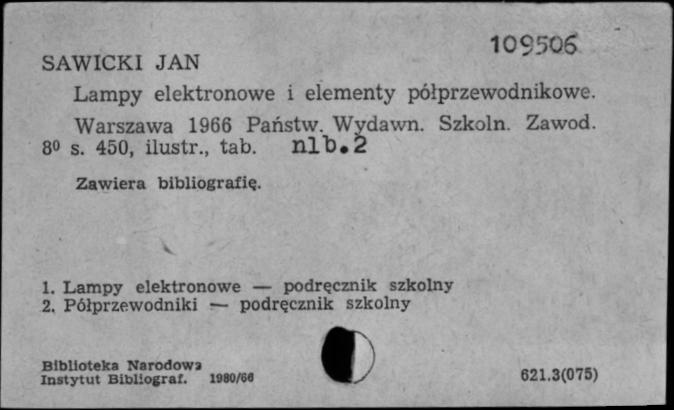 109506
SAWICKI JAN
Lampy elektronowe i elementy półprzewodnikowe.
Warszawa 1966 Państw. Wydawn. Szkoln. Zawod.
8⁰ s. 450, ilustr., tab. nlb.2
Zawiera bibliografię.
1. Lampy elektronowe — podręcznik szkolny
2. Półprzewodniki — podręcznik szkolny
Biblioteka Narodowa
Instytut Bibliograf. 1980/66
621.3(075)